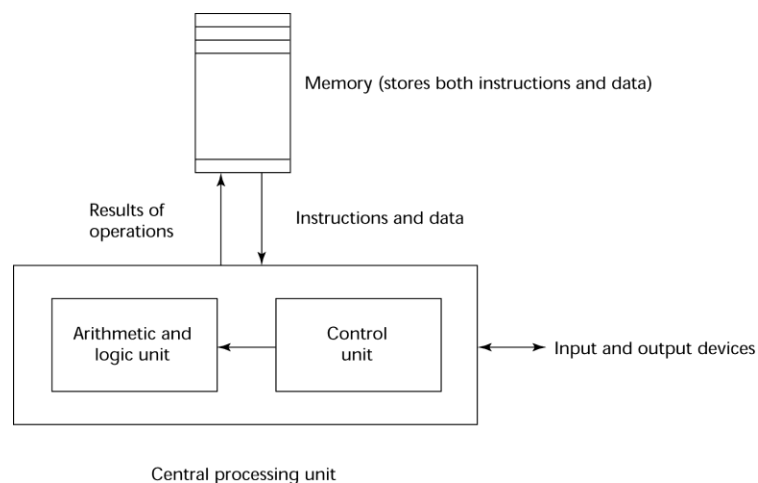 Memory (stores both instructions and data)
Results of
operations
Instructions and data
Arithmetic and
logic unit
Control
unit
Input and output devices
Central processing unit